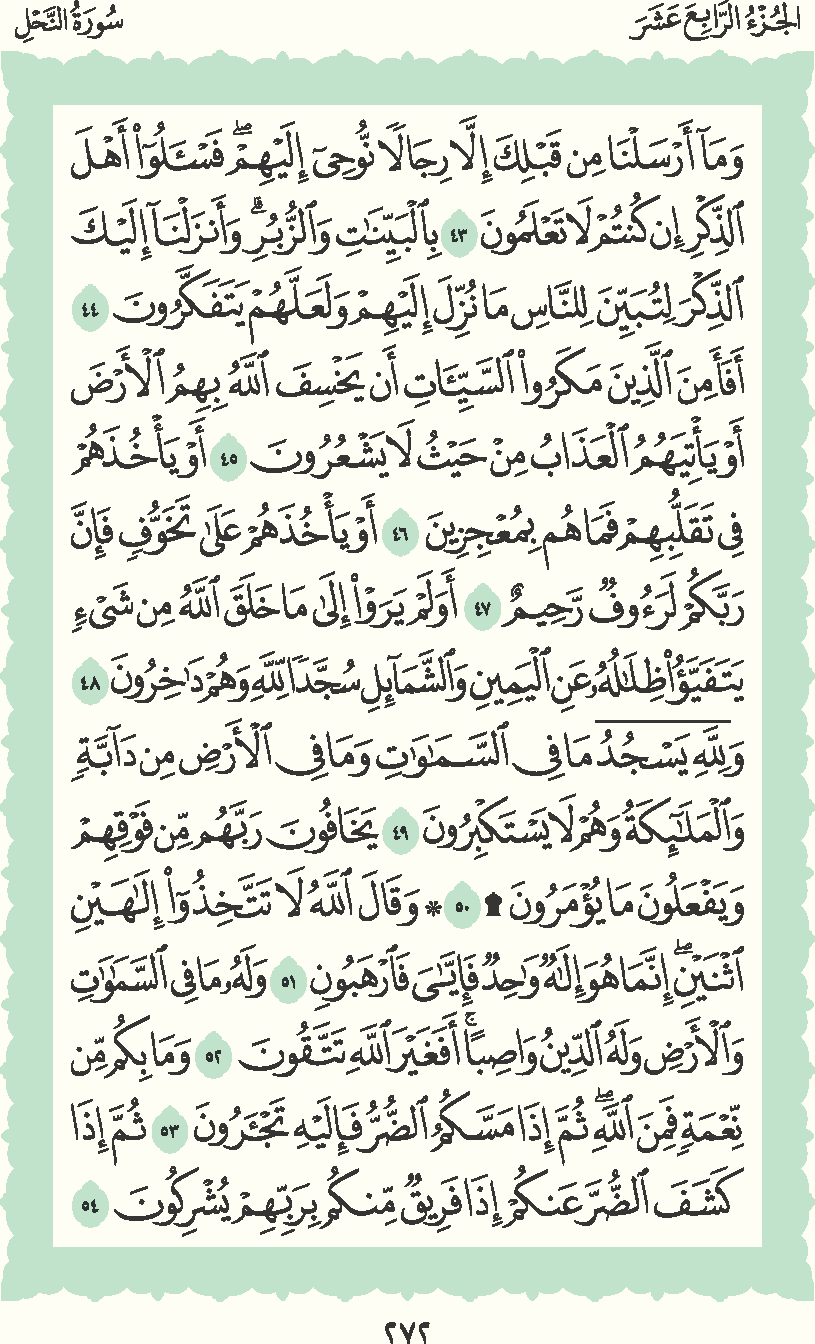 سُورَةُ النَّحْلِ الجُزْءُ الرَّابِعَ عَشَرَ
وَمَآ أَرْسَلْنَا مِن قَبْلِكَ إِلَّا رِجَالًا نُّوحِىٓ إِلَيْهِمْ ۖ فَسْـَٔلُوٓا۟ أَهْلَ
ٱلذِّكْرِ إِن كُنتُمْ لَا تَعْلَمُونَ ٤٣ بِٱلْبَيِّنَـٰتِ وَٱلزُّبُرِ ۗ وَأَنزَلْنَآ إِلَيْكَ
ٱلذِّكْرَ لِتُبَيِّنَ لِلنَّاسِ مَا نُزِّلَ إِلَيْهِمْ وَلَعَلَّهُمْ يَتَفَكَّرُونَ ٤٤
أَفَأَمِنَ ٱلَّذِينَ مَكَرُوا۟ ٱلسَّيِّـَٔاتِ أَن يَخْسِفَ ٱللَّهُ بِهِمُ ٱلْأَرْضَ
أَوْ يَأْتِيَهُمُ ٱلْعَذَابُ مِنْ حَيْثُ لَا يَشْعُرُونَ ٤٥ أَوْ يَأْخُذَهُمْ
فِى تَقَلُّبِهِمْ فَمَا هُم بِمُعْجِزِينَ ٤٦ أَوْ يَأْخُذَهُمْ عَلَىٰ تَخَوُّفٍ فَإِنَّ
رَبَّكُمْ لَرَءُوفٌ رَّحِيمٌ ٤٧ أَوَلَمْ يَرَوْا۟ إِلَىٰ مَا خَلَقَ ٱللَّهُ مِن شَىْءٍ
يَتَفَيَّؤُا۟ ظِلَـٰلُهُۥ عَنِ ٱلْيَمِينِ وَٱلشَّمَآئِلِ سُجَّدًا لِّلَّهِ وَهُمْ دَٰخِرُونَ ٤٨
وَلِلَّهِ يَسْجُدُ مَا فِى ٱلسَّمَـٰوَٰتِ وَمَا فِى ٱلْأَرْضِ مِن دَآبَّةٍ
وَٱلْمَلَـٰٓئِكَةُ وَهُمْ لَا يَسْتَكْبِرُونَ ٤٩ يَخَافُونَ رَبَّهُم مِّن فَوْقِهِمْ
وَيَفْعَلُونَ مَا يُؤْمَرُونَ ۩ ٥٠ ۞ وَقَالَ ٱللَّهُ لَا تَتَّخِذُوٓا۟ إِلَـٰهَيْنِ
ٱثْنَيْنِ ۖ إِنَّمَا هُوَ إِلَـٰهٌ وَٰحِدٌ فَإِيَّـٰىَ فَٱرْهَبُونِ ٥١ وَلَهُۥ مَا فِى ٱلسَّمَـٰوَٰتِ
وَٱلْأَرْضِ وَلَهُ ٱلدِّينُ وَاصِبًا ۚ أَفَغَيْرَ ٱللَّهِ تَتَّقُونَ ٥٢ وَمَا بِكُم مِّن
نِّعْمَةٍ فَمِنَ ٱللَّهِ ۖ ثُمَّ إِذَا مَسَّكُمُ ٱلضُّرُّ فَإِلَيْهِ تَجْـَٔرُونَ ٥٣ ثُمَّ إِذَا
كَشَفَ ٱلضُّرَّ عَنكُمْ إِذَا فَرِيقٌ مِّنكُم بِرَبِّهِمْ يُشْرِكُونَ ٥٤
٢٧٢